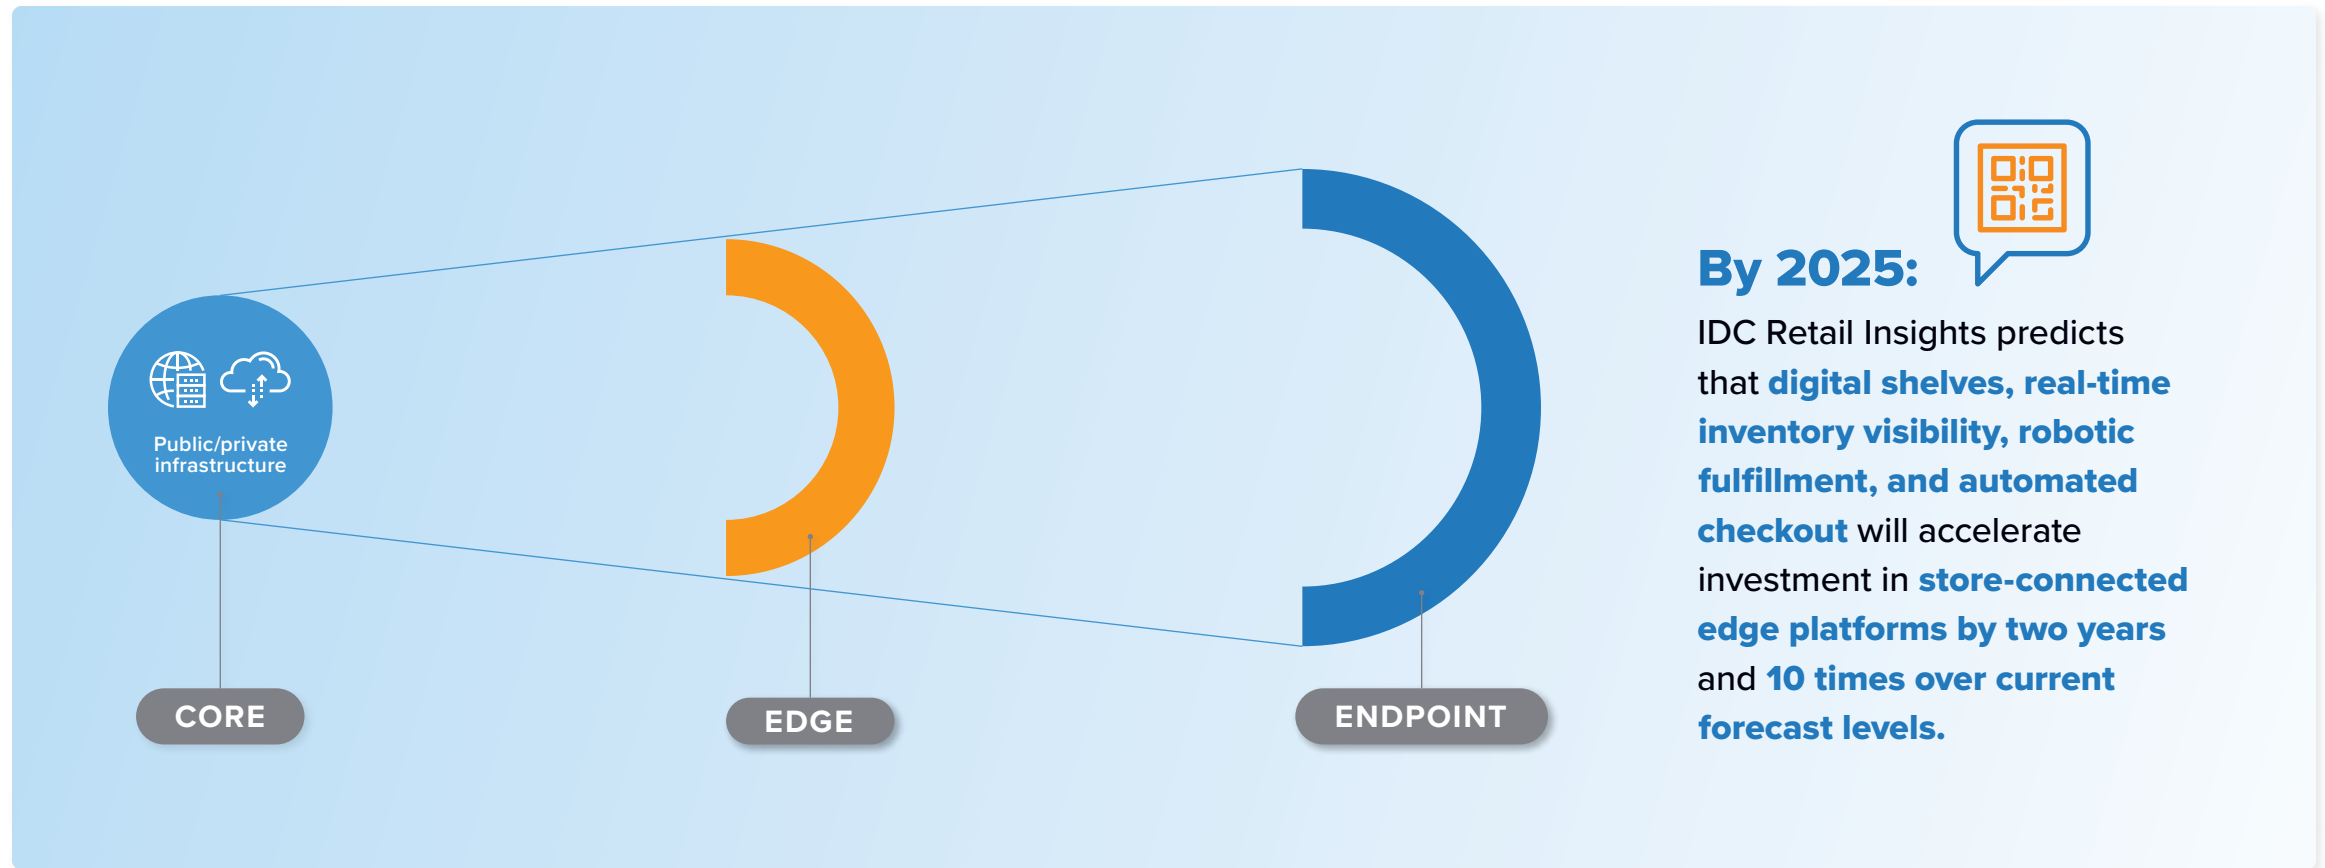 Public/private
infrastructure
CORE
EDGE
ENDPOINT
By 2025:
IDC Retail Insights predicts
that digital shelves, real-time
inventory visibility, robotic
fulfillment, and automated
checkout will accelerate
investment in store-connected
edge platforms by two years
and 10 times over current
forecast levels.